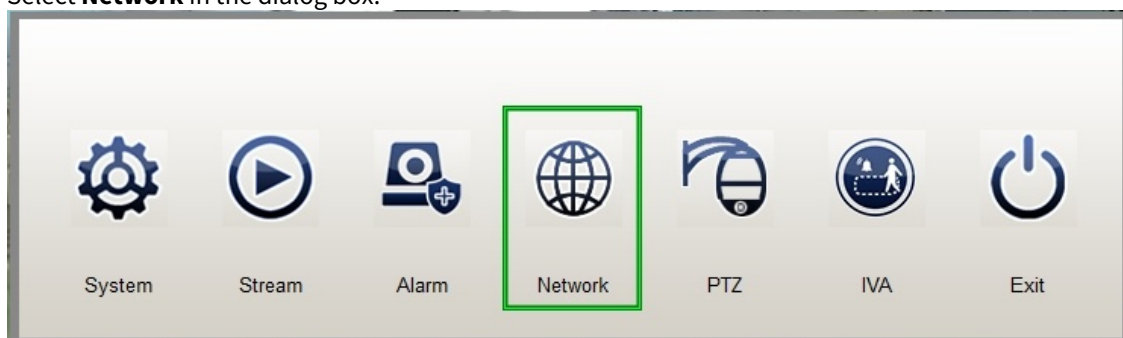 Select Network in the dialog box.
System Stream Alarm Network PTZ IVA Exit